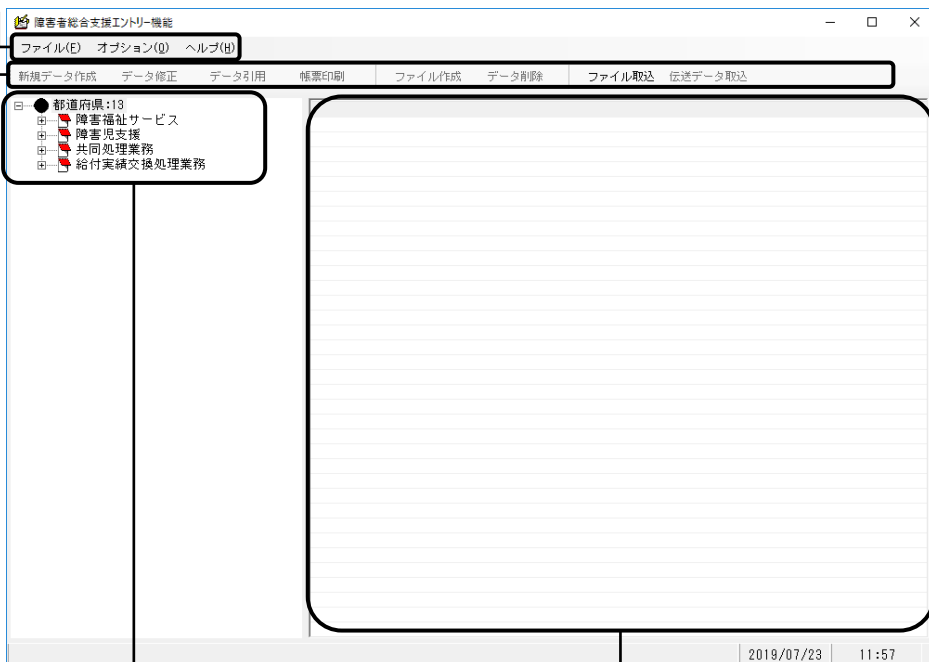 障害者総合支援エントリー機能
ファイル(F) オプション(O) ヘルプ(H)
新規データ作成 データ修正 データ引用 帳票印刷 ファイル作成 データ削除 ファイル取込 伝送データ取込
都道府県:13
障害福祉サービス
障害児支援
共同処理業務
給付実績交換処理業務
2019/07/23 11:57